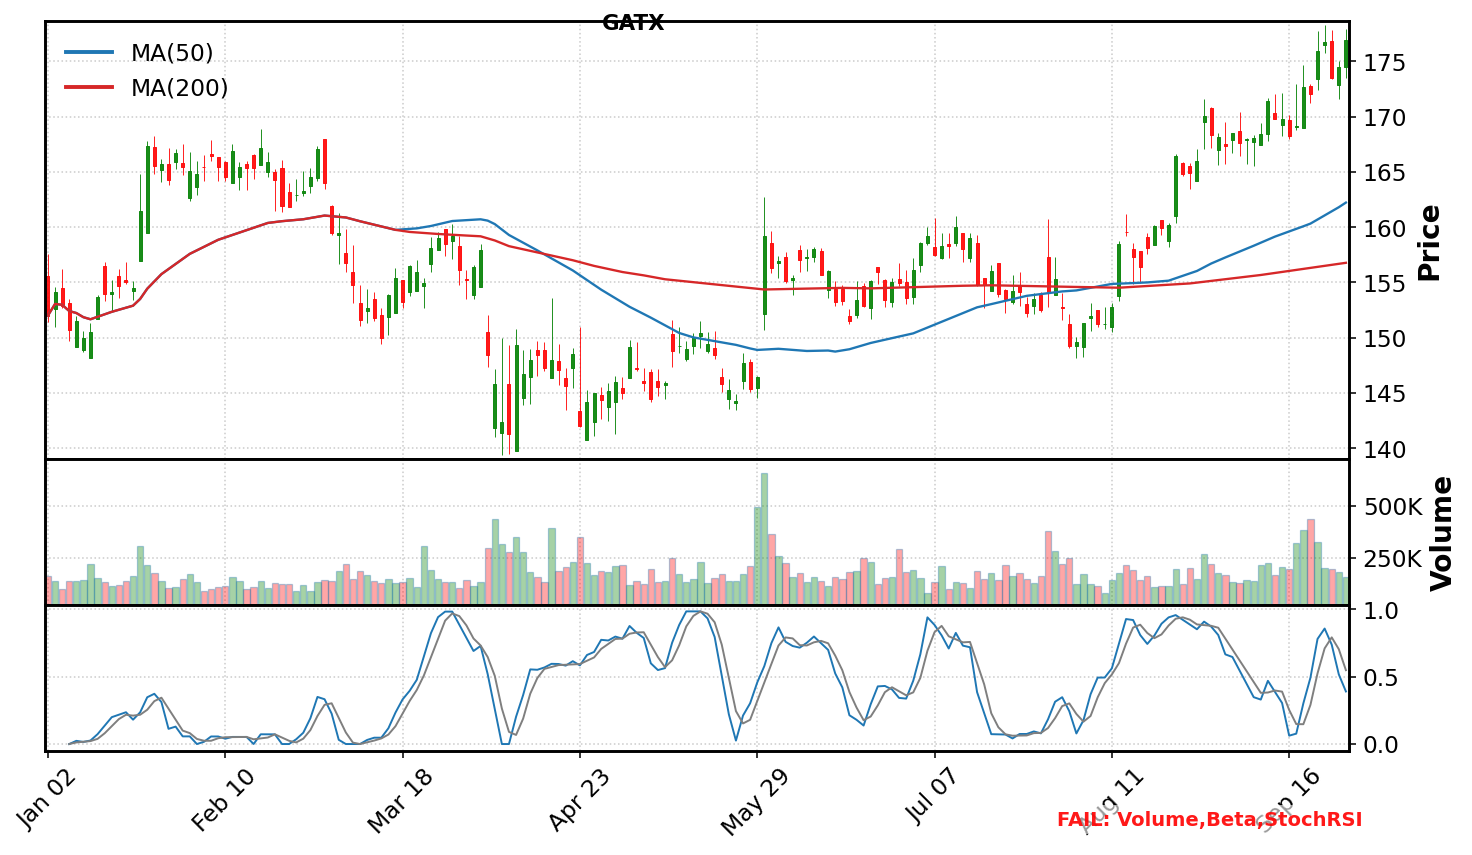 GATX
MA(50)
MA(200)
175
170
165
160
155
150
145
140
Price
500K
250K
Volume
1.0
0.5
0.0
Jan 02
Feb 10
Mar 18
Apr 23
May 29
Jul 07
Aug 11
Sep 16
FAIL: Volume,Beta,StochRSI